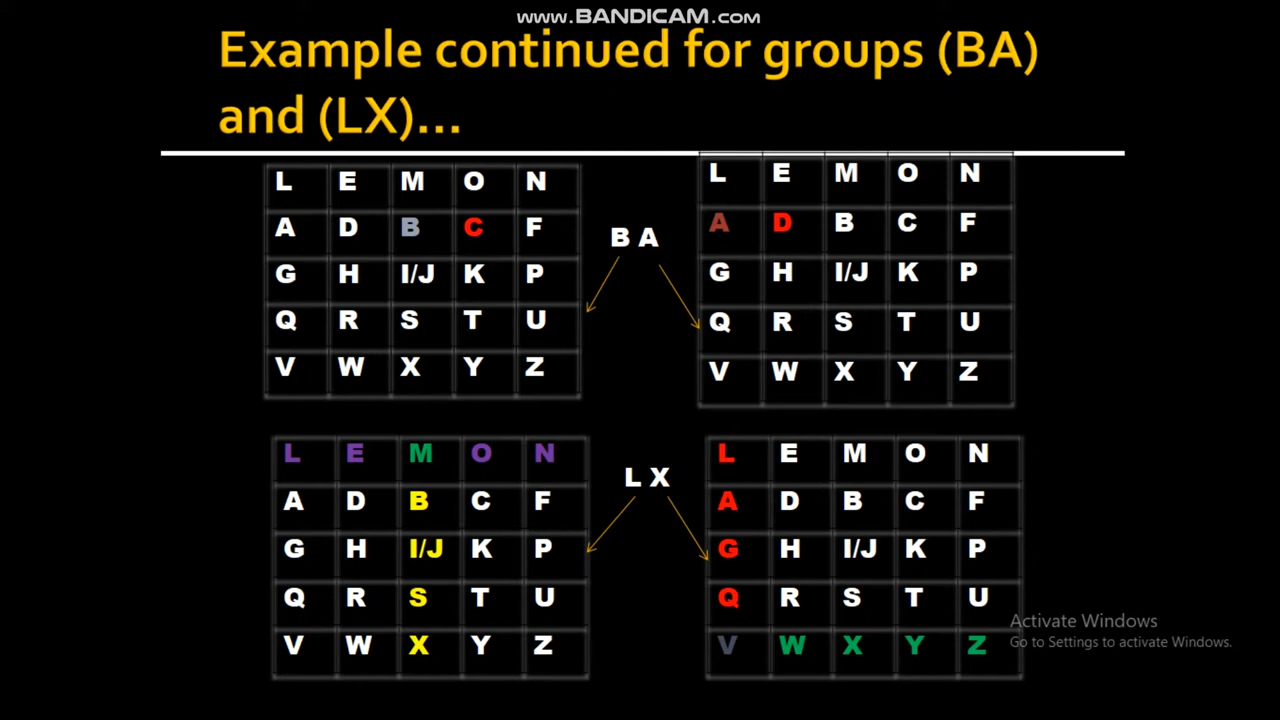 www.BANDICAM.com
Example continued for groups (BA)
and (LX)...
L E M O N
A D B C F
G H I/J K P
Q R S T U
V W X Y Z
B A
L E M O N
A D B C F
G H I/J K P
Q R S T U
V W X Y Z
L E M O N
A D B C F
G H I/J K P
Q R S T U
V W X Y Z
L X
L E M O N
A D B C F
G H I/J K P
Q R S T U
V W X Y Z
Activate Windows
Go to Settings to activate Windows.